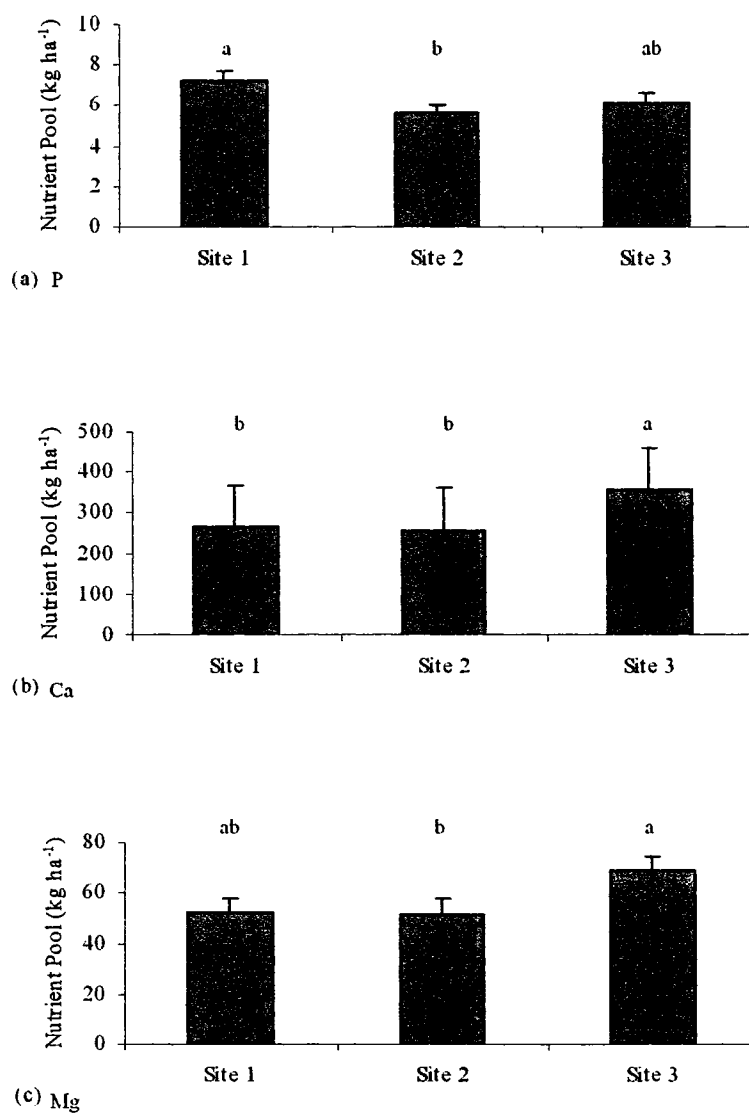 Nutrient Pool (kg ha⁻¹)
10
8
6
4
2
0
a b ab
Site 1 Site 2 Site 3
(a) P
Nutrient Pool (kg ha⁻¹)
500
400
300
200
100
0
b b a
Site 1 Site 2 Site 3
(b) Ca
Nutrient Pool (kg ha⁻¹)
80
60
40
20
0
ab b a
Site 1 Site 2 Site 3
(c) Mg